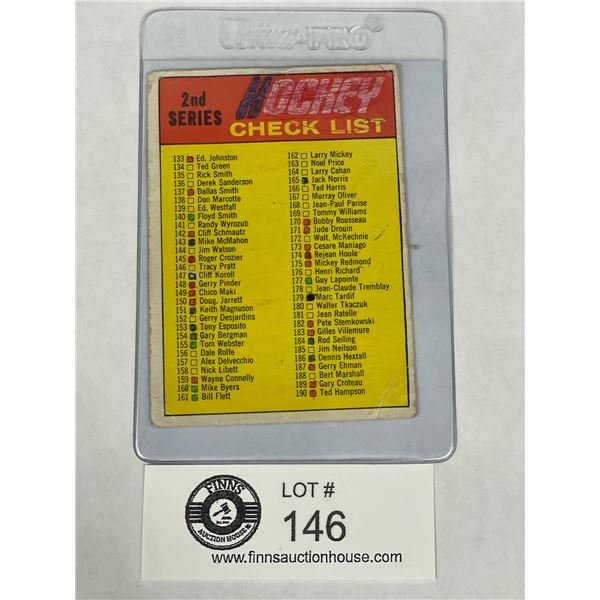 Ultra-PRO®
2nd SERIES
HOCKEY
CHECK LIST
133 Ed. Johnston
134 Ted Green
135 Rick Smith
136 Derek Sanderson
137 Dallas Smith
138 Don Marcotte
139 Ed. Westfall
140 Floyd Smith
141 Randy Wyrozub
142 Cliff Schmautz
143 Mike McMahon
144 Jim Watson
145 Roger Crozier
146 Tracy Pratt
147 Cliff Koroll
148 Gerry Pinder
149 Chico Maki
150 Doug. Jarrett
151 Keith Magnuson
152 Gerry Desjardins
153 Tony Esposito
154 Gary Bergman
155 Tom Webster
156 Dale Rolfe
157 Alex Delvecchio
158 Nick Libett
159 Wayne Connelly
160 Mike Byers
161 Bill Flett
162 Larry Mickey
163 Noel Price
164 Larry Cahan
165 Jack Norris
166 Ted Harris
167 Murray Oliver
168 Jean-Paul Parise
169 Tommy Williams
170 Bobby Rousseau
171 Jude Drouin
172 Walt. McKechnie
173 Cesare Maniago
174 Rejean Houle
175 Mickey Redmond
176 Henri Richard
177 Guy Lapointe
178 Jean-Claude Tremblay
179 Marc Tardif
180 Walter Tkaczuk
181 Jean Ratelle
182 Pete Stemkowski
183 Gilles Villemure
184 Rod Seiling
185 Jim Neilson
186 Dennis Hextall
187 Gerry Ehman
188 Bert Marshall
189 Gary Croteau
190 Ted Hampson
FINNS
AUCTION HOUSE
LOT #
146
www.finnsauctionhouse.com